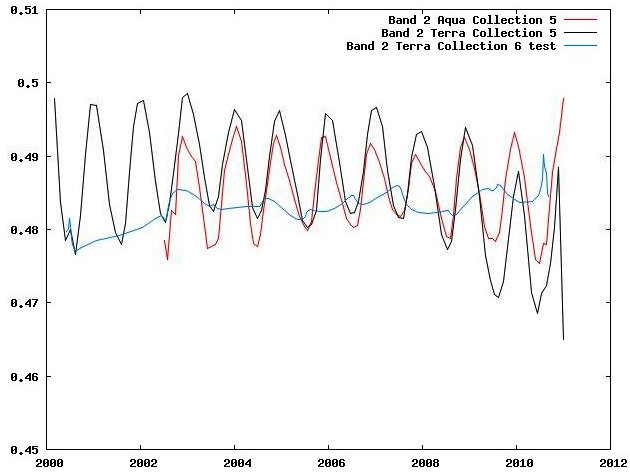 0.51
Band 2 Aqua Collection 5
Band 2 Terra Collection 5
Band 2 Terra Collection 6 test
0.5
0.49
0.48
0.47
0.46
0.45
2000 2002 2004 2006 2008 2010 2012